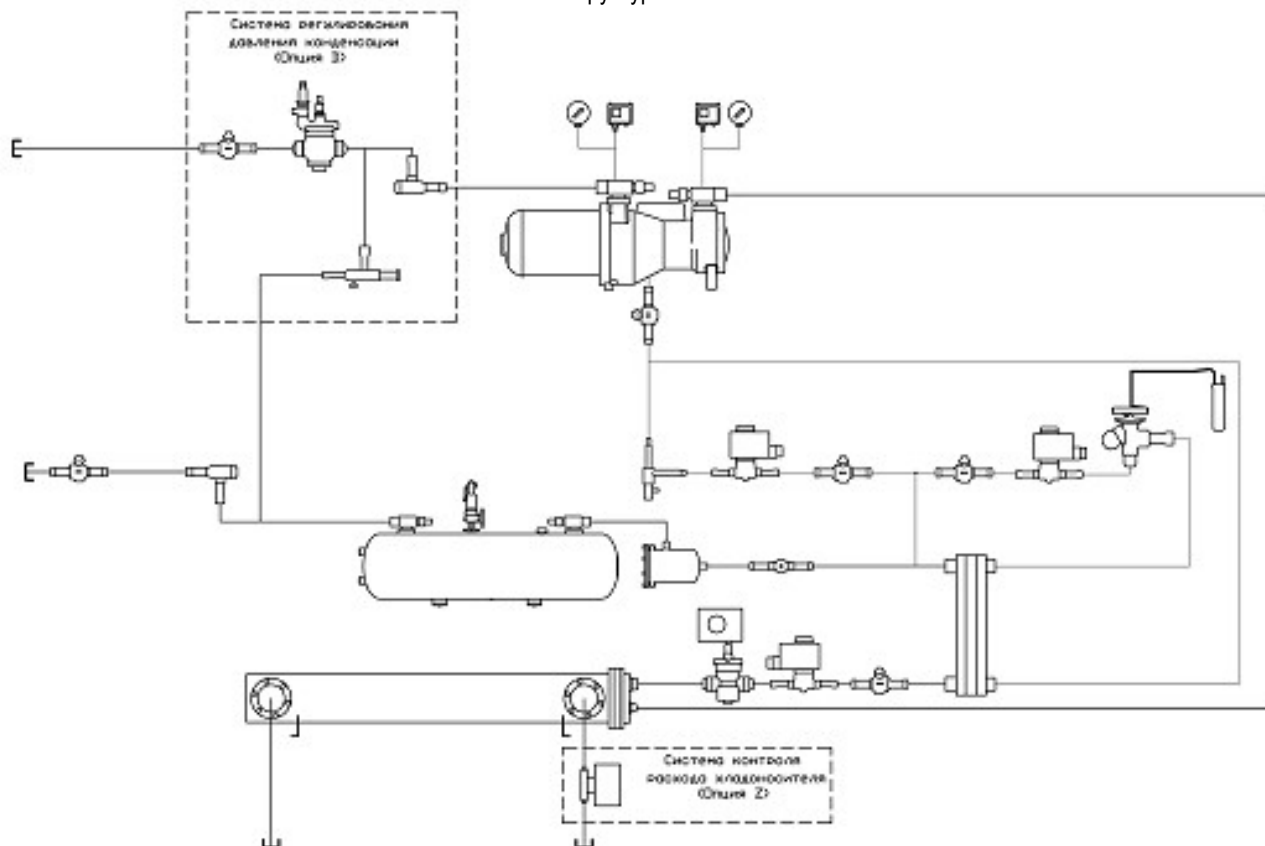 Система регулирования
давления конденсации
(Опция 3)
Система контроля
расхода хладоносителя
(Опция 2)